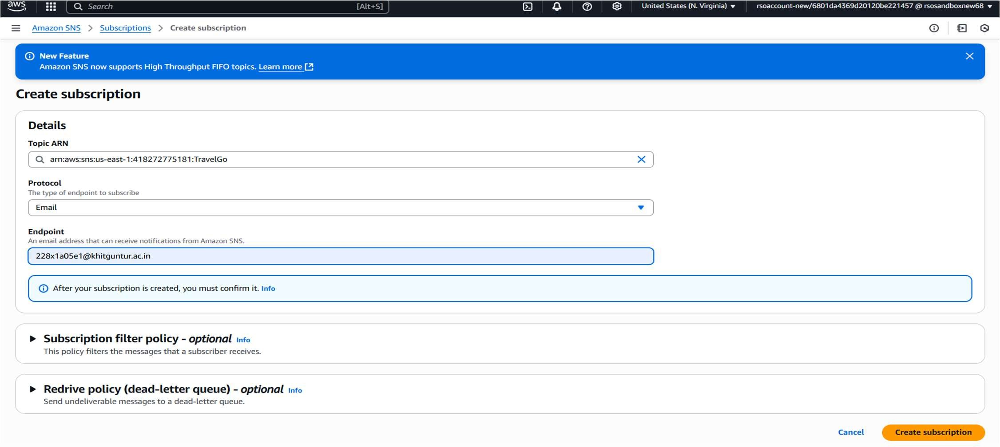 aws
Search [Alt+S] United States (N. Virginia) rsoaccount-new/6801da4369d20120be221457 @ rsosandboxnew68
Amazon SNS > Subscriptions > Create subscription
New Feature
Amazon SNS now supports High Throughput FIFO topics. Learn more
Create subscription
Details
Topic ARN
arn:aws:sns:us-east-1:418272775181:TravelGo
Protocol
The type of endpoint to subscribe
Email
Endpoint
An email address that can receive notifications from Amazon SNS.
228x1a05e1@khitguntur.ac.in
After your subscription is created, you must confirm it. Info
Subscription filter policy - optional Info
This policy filters the messages that a subscriber receives.
Redrive policy (dead-letter queue) - optional Info
Send undeliverable messages to a dead-letter queue.
Cancel Create subscription